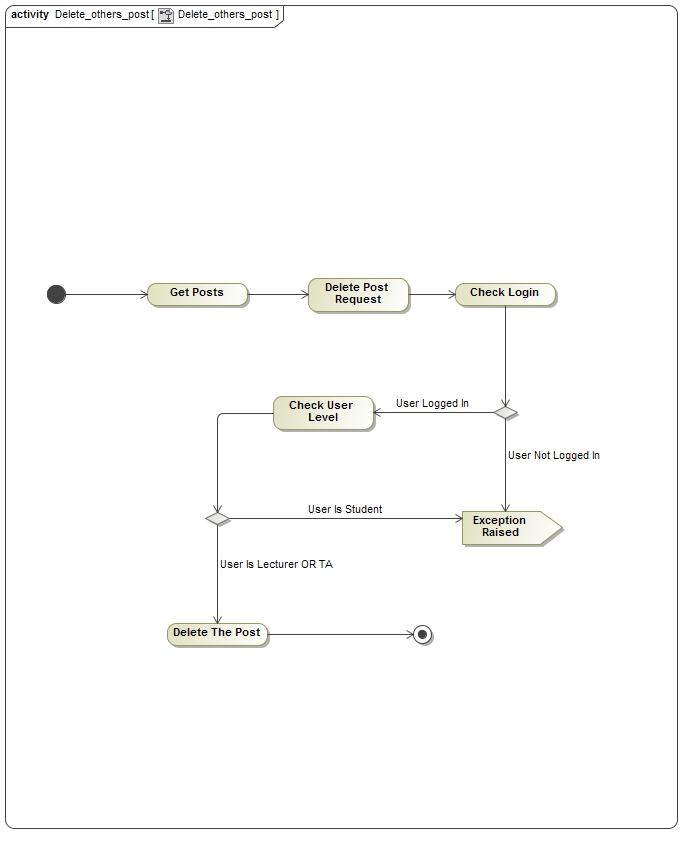 activity Delete_others_post [ Delete_others_post ]
Get Posts
Delete Post
Request
Check Login
Check User
Level
User Logged In
User Not Logged In
User Is Student
Exception
Raised
User Is Lecturer OR TA
Delete The Post